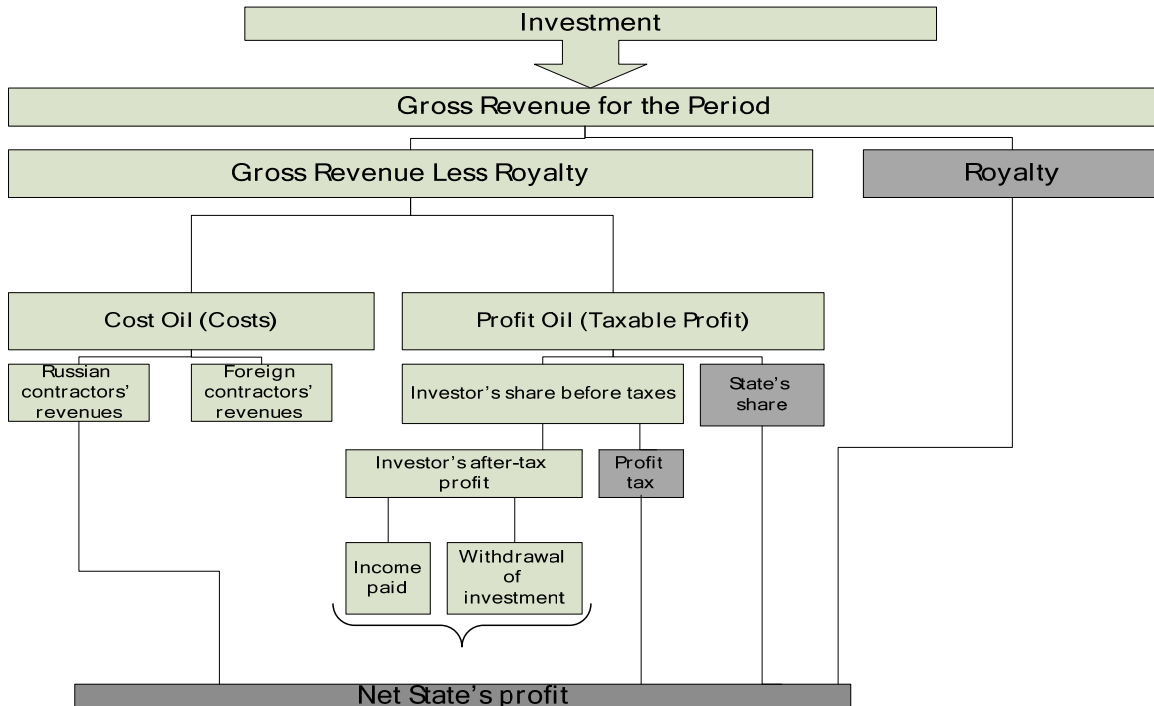 Investment
Gross Revenue for the Period
Gross Revenue Less Royalty
Royalty
Cost Oil (Costs)
Profit Oil (Taxable Profit)
Russian
contractors'
revenues
Foreign
contractors'
revenues
Investor's share before taxes
State's
share
Investor's after-tax
profit
Profit
tax
Income
paid
Withdrawal
of
investment
Net State's profit